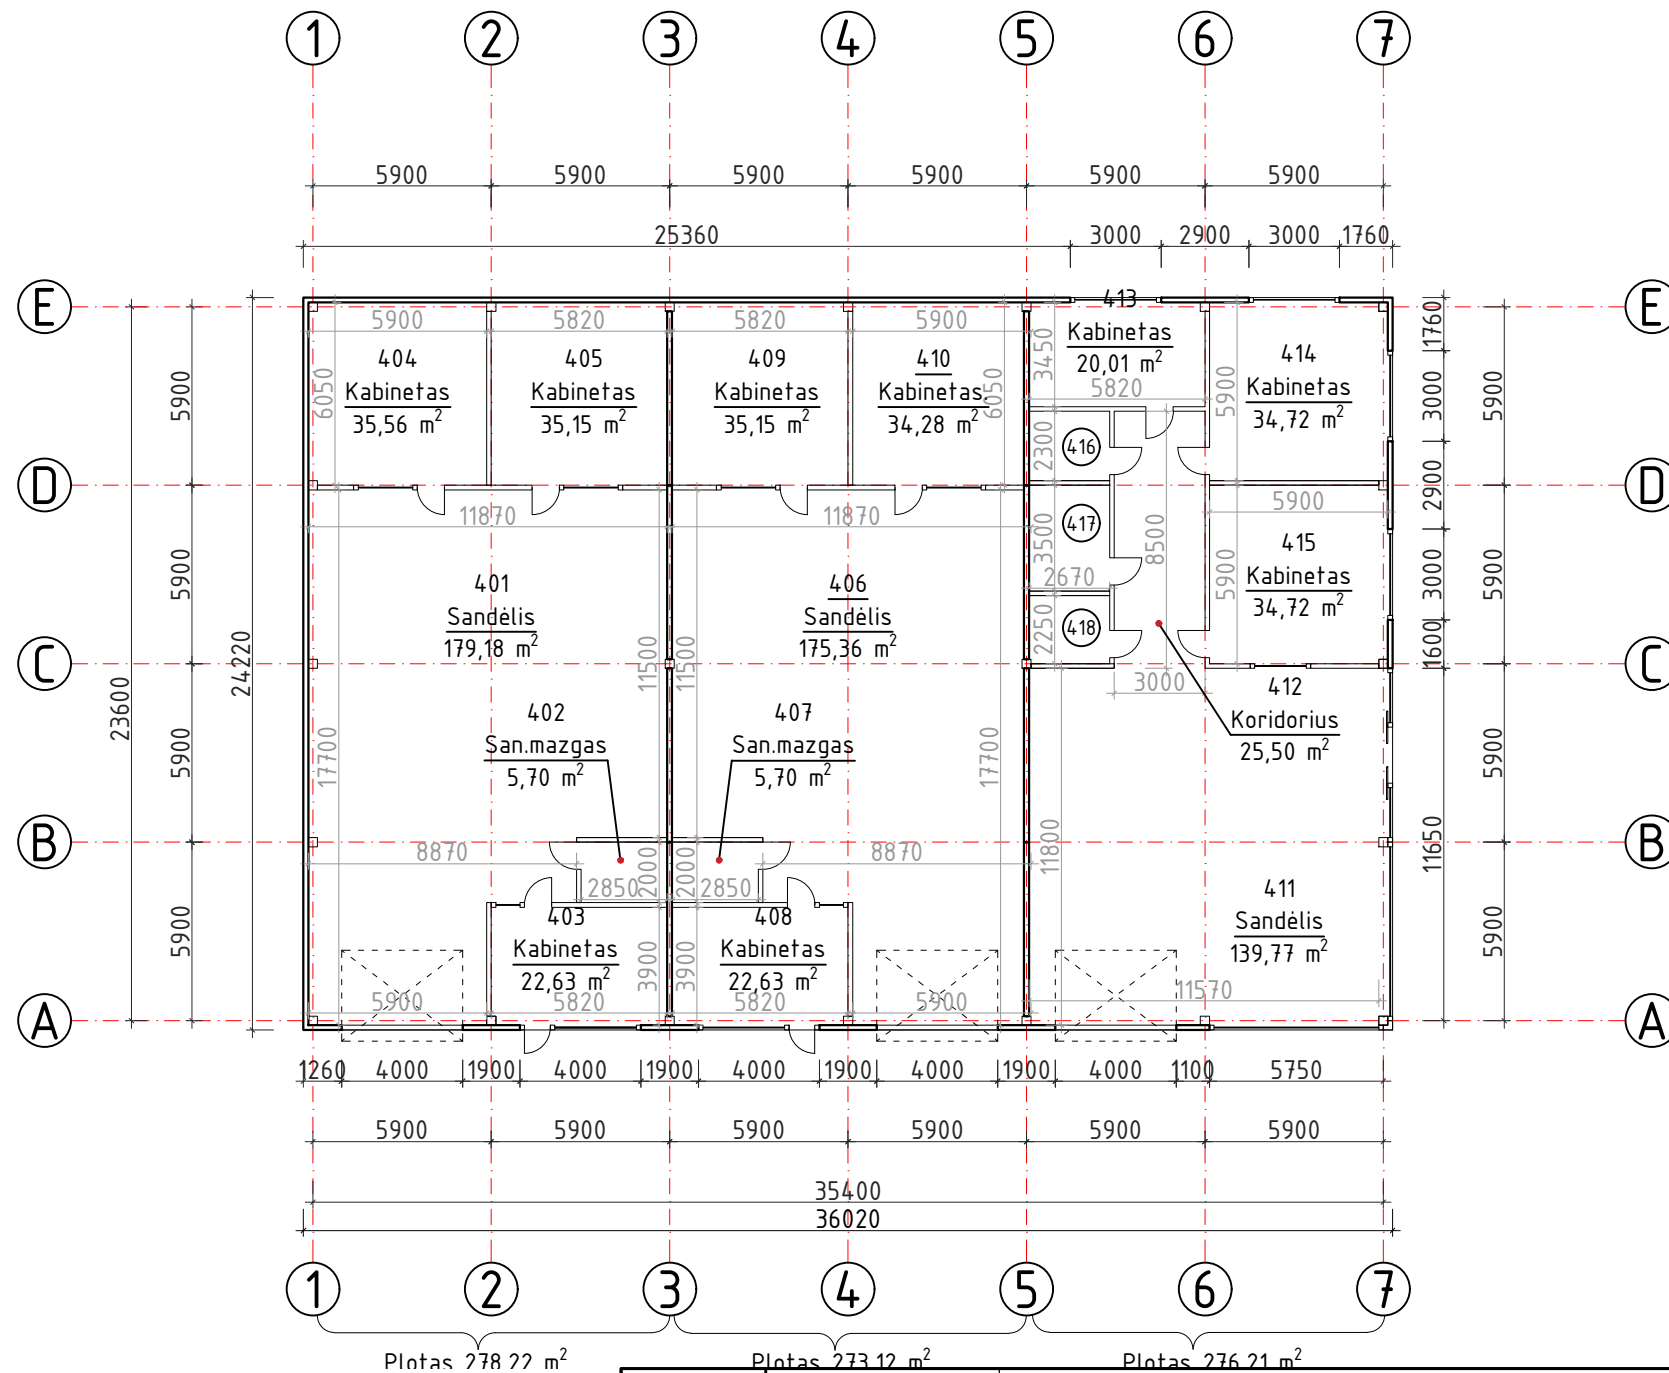 1 2 3 4 5 6 7
5900 5900 5900 5900 5900 5900
25360 3000 2900 3000 1760
E E
5900 5820 5820 5900
404
Kabinetas
35,56 m²
405
Kabinetas
35,15 m²
409
Kabinetas
35,15 m²
410
Kabinetas.
34,28 m²
413
Kabinetas
20,01 m²
5820
414
Kabinetas
34,72 m²
6050
6050
3450
5900
1760
3000
5900
5900
416
2300
D D
11870 11870
5900
2900
417
3500
2670
8500
415
Kabinetas
34,72 m²
5900
3000
5900
5900
401
Sandėlis
179,18 m²
406
Sandėlis
175,36 m²
418
2250
1600
C C
24220
23600
11500
11500
3000
412
Koridorius
25,50 m²
402
San.mazgas
5,70 m²
407
San.mazgas
5,70 m²
17700
17700
5900
5900
B B
8870 8870
11800
11650
2850 2000 2000 2850
403
Kabinetas
22,63 m²
408
Kabinetas
22,63 m²
411
Sandėlis
139,77 m²
3900
3900
5900
5900
5900 5820 5820 5900 11570
A A
1260 4000 1900 4000 1900 4000 1900 4000 1900 4000 1100 5750
5900 5900 5900 5900 5900 5900
35400
36020
1 2 3 4 5 6 7
Plotas 278,22 m² Plotas 273,12 m² Plotas 276,21 m²